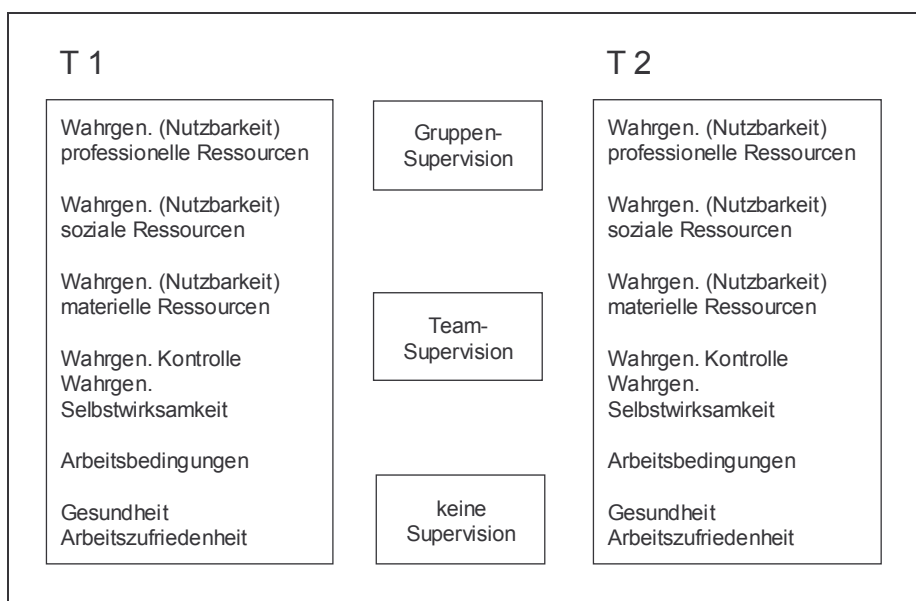 T 1
Wahrgen. (Nutzbarkeit)
professionelle Ressourcen
Wahrgen. (Nutzbarkeit)
soziale Ressourcen
Wahrgen. (Nutzbarkeit)
materielle Ressourcen
Wahrgen. Kontrolle
Wahrgen.
Selbstwirksamkeit
Arbeitsbedingungen
Gesundheit
Arbeitszufriedenheit
Gruppen-
Supervision
Team-
Supervision
keine
Supervision
T 2
Wahrgen. (Nutzbarkeit)
professionelle Ressourcen
Wahrgen. (Nutzbarkeit)
soziale Ressourcen
Wahrgen. (Nutzbarkeit)
materielle Ressourcen
Wahrgen. Kontrolle
Wahrgen.
Selbstwirksamkeit
Arbeitsbedingungen
Gesundheit
Arbeitszufriedenheit